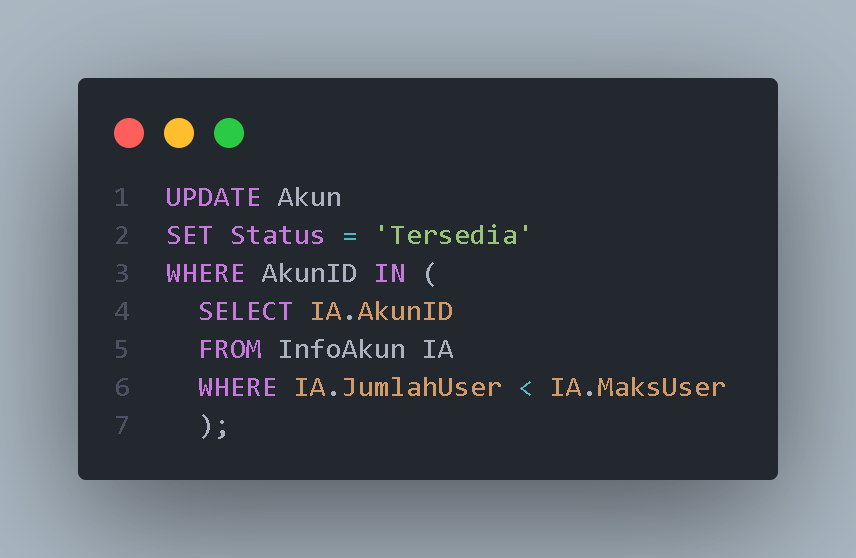 1 UPDATE Akun
2 SET Status = 'Tersedia'
3 WHERE AkunID IN (
4 SELECT IA.AkunID
5 FROM InfoAkun IA
6 WHERE IA.JumlahUser < IA.MaksUser
7 );